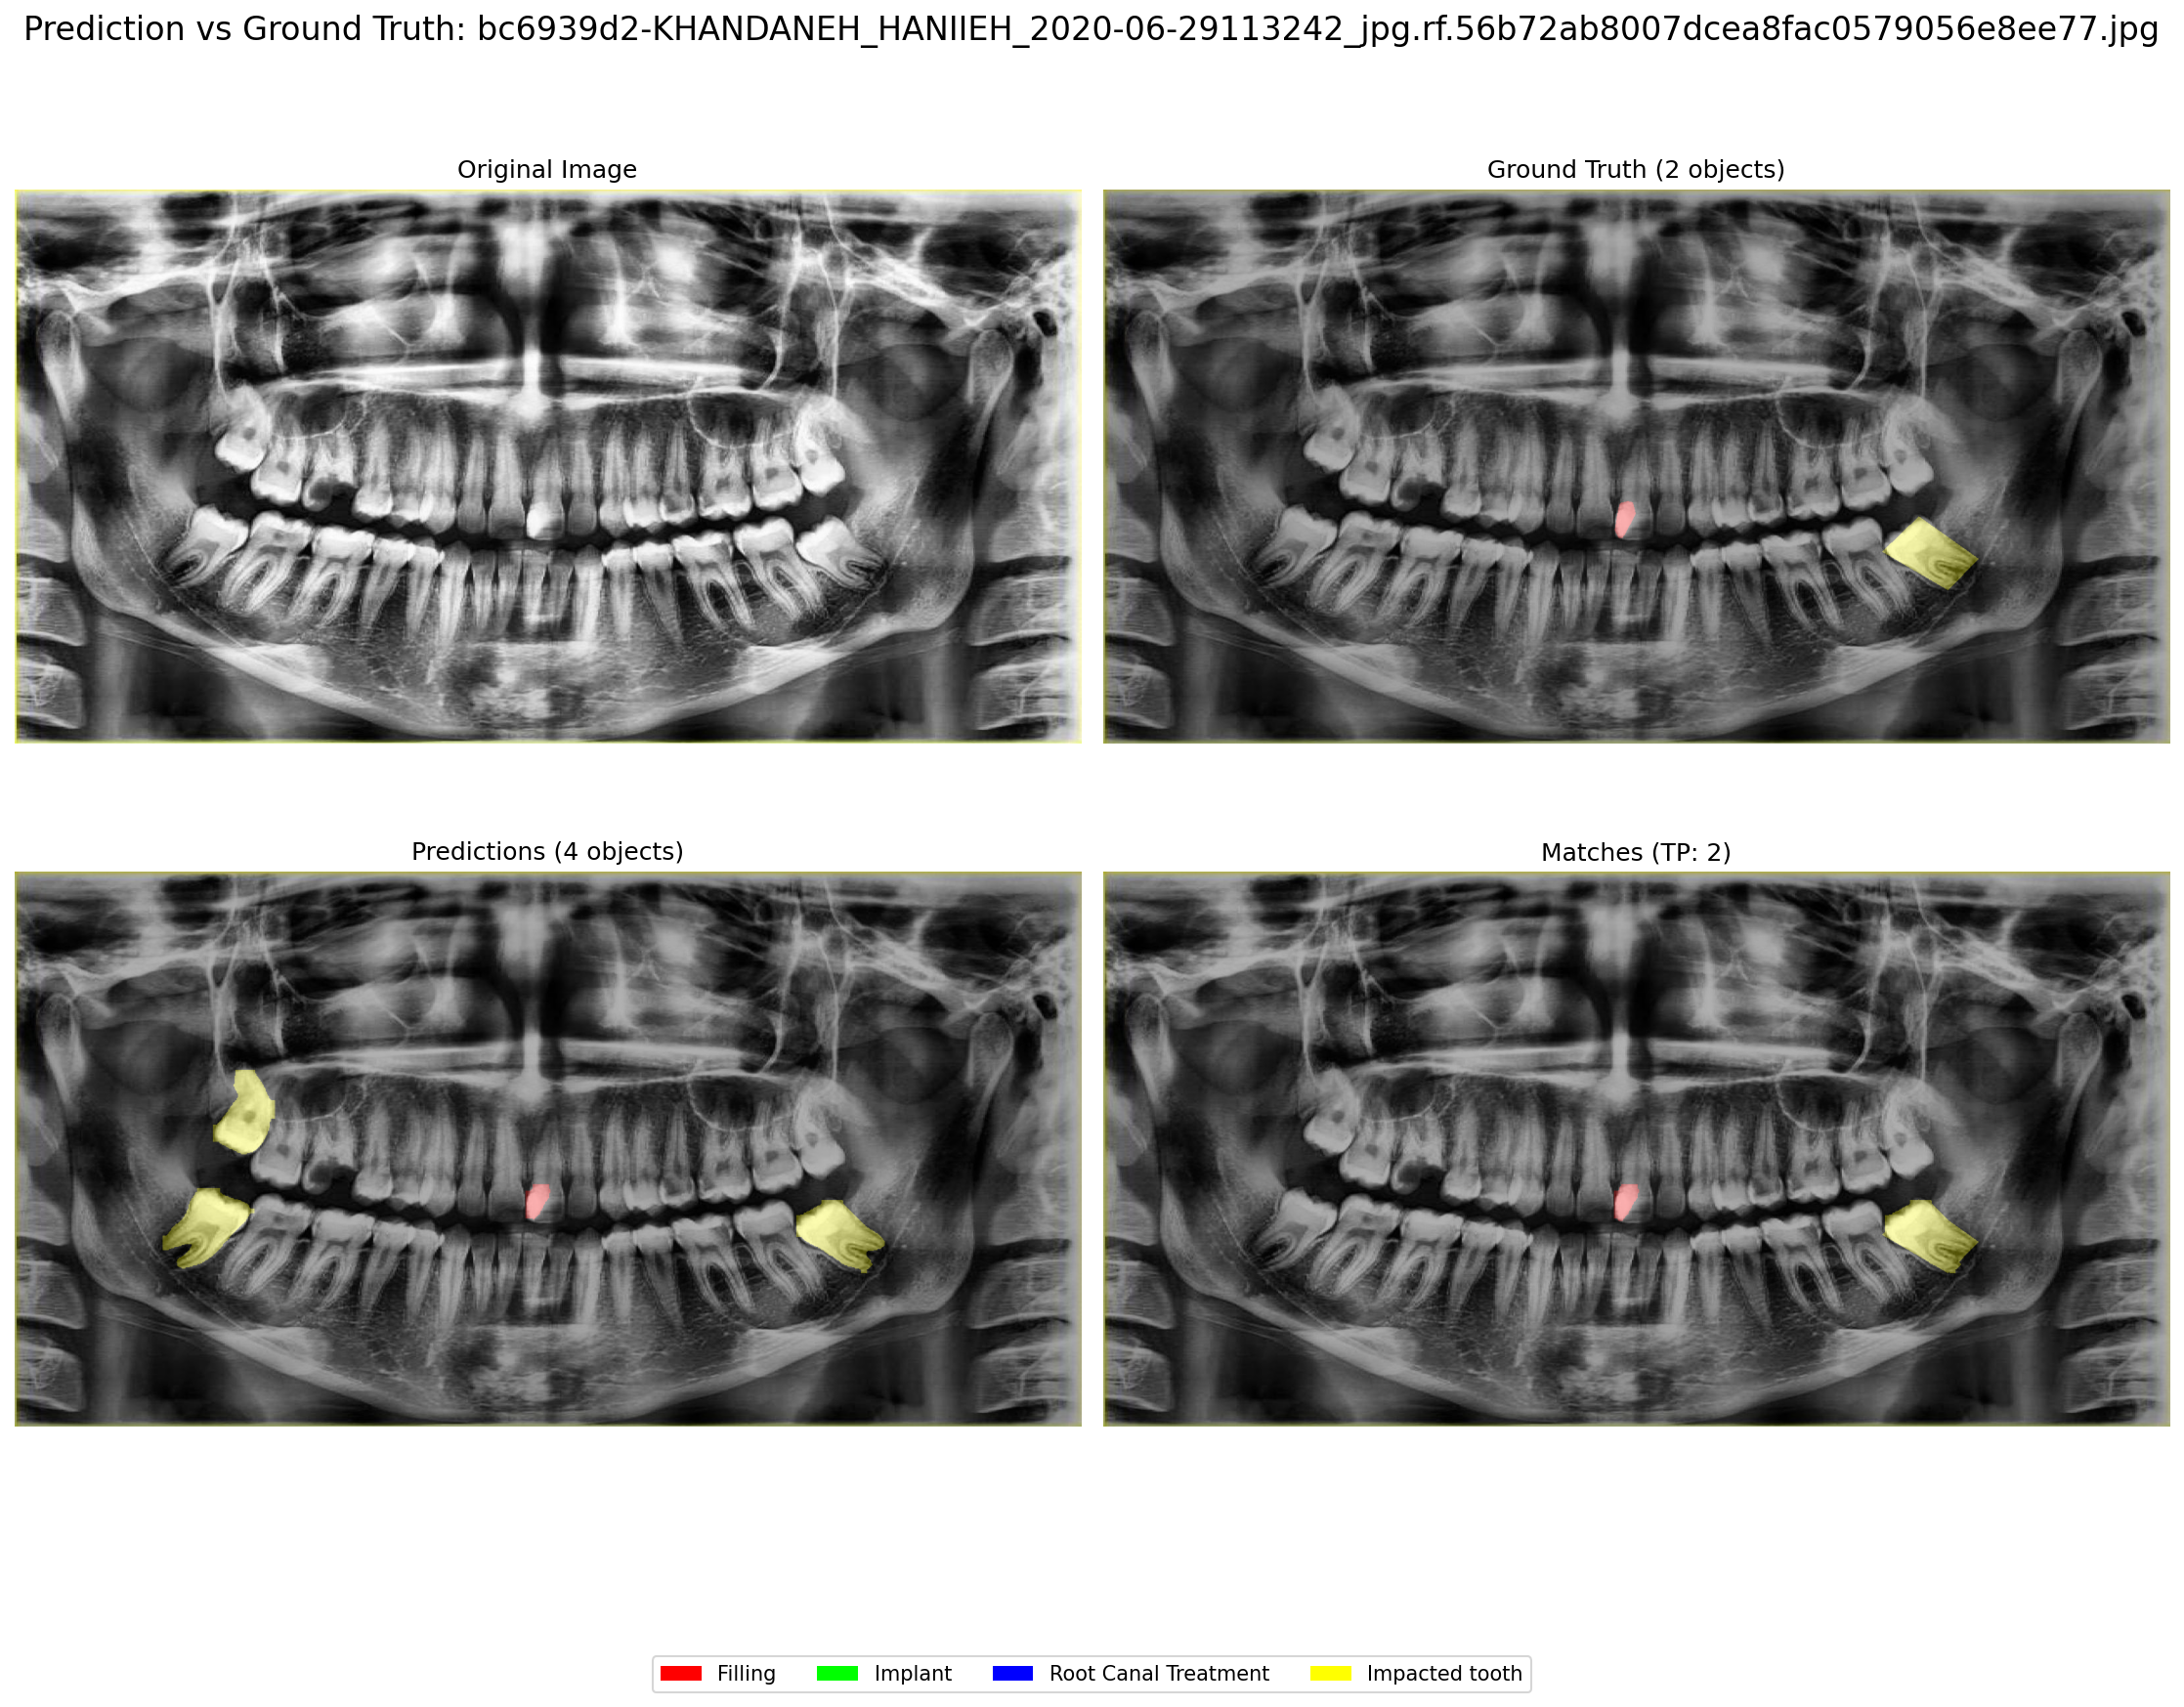 Prediction vs Ground Truth: bc6939d2-KHANDANEH_HANIIEH_2020-06-29113242_jpg.rf.56b72ab8007dcea8fac0579056e8ee77.jpg
Original Image
Ground Truth (2 objects)
Predictions (4 objects)
Matches (TP: 2)
Filling
Implant
Root Canal Treatment
Impacted tooth